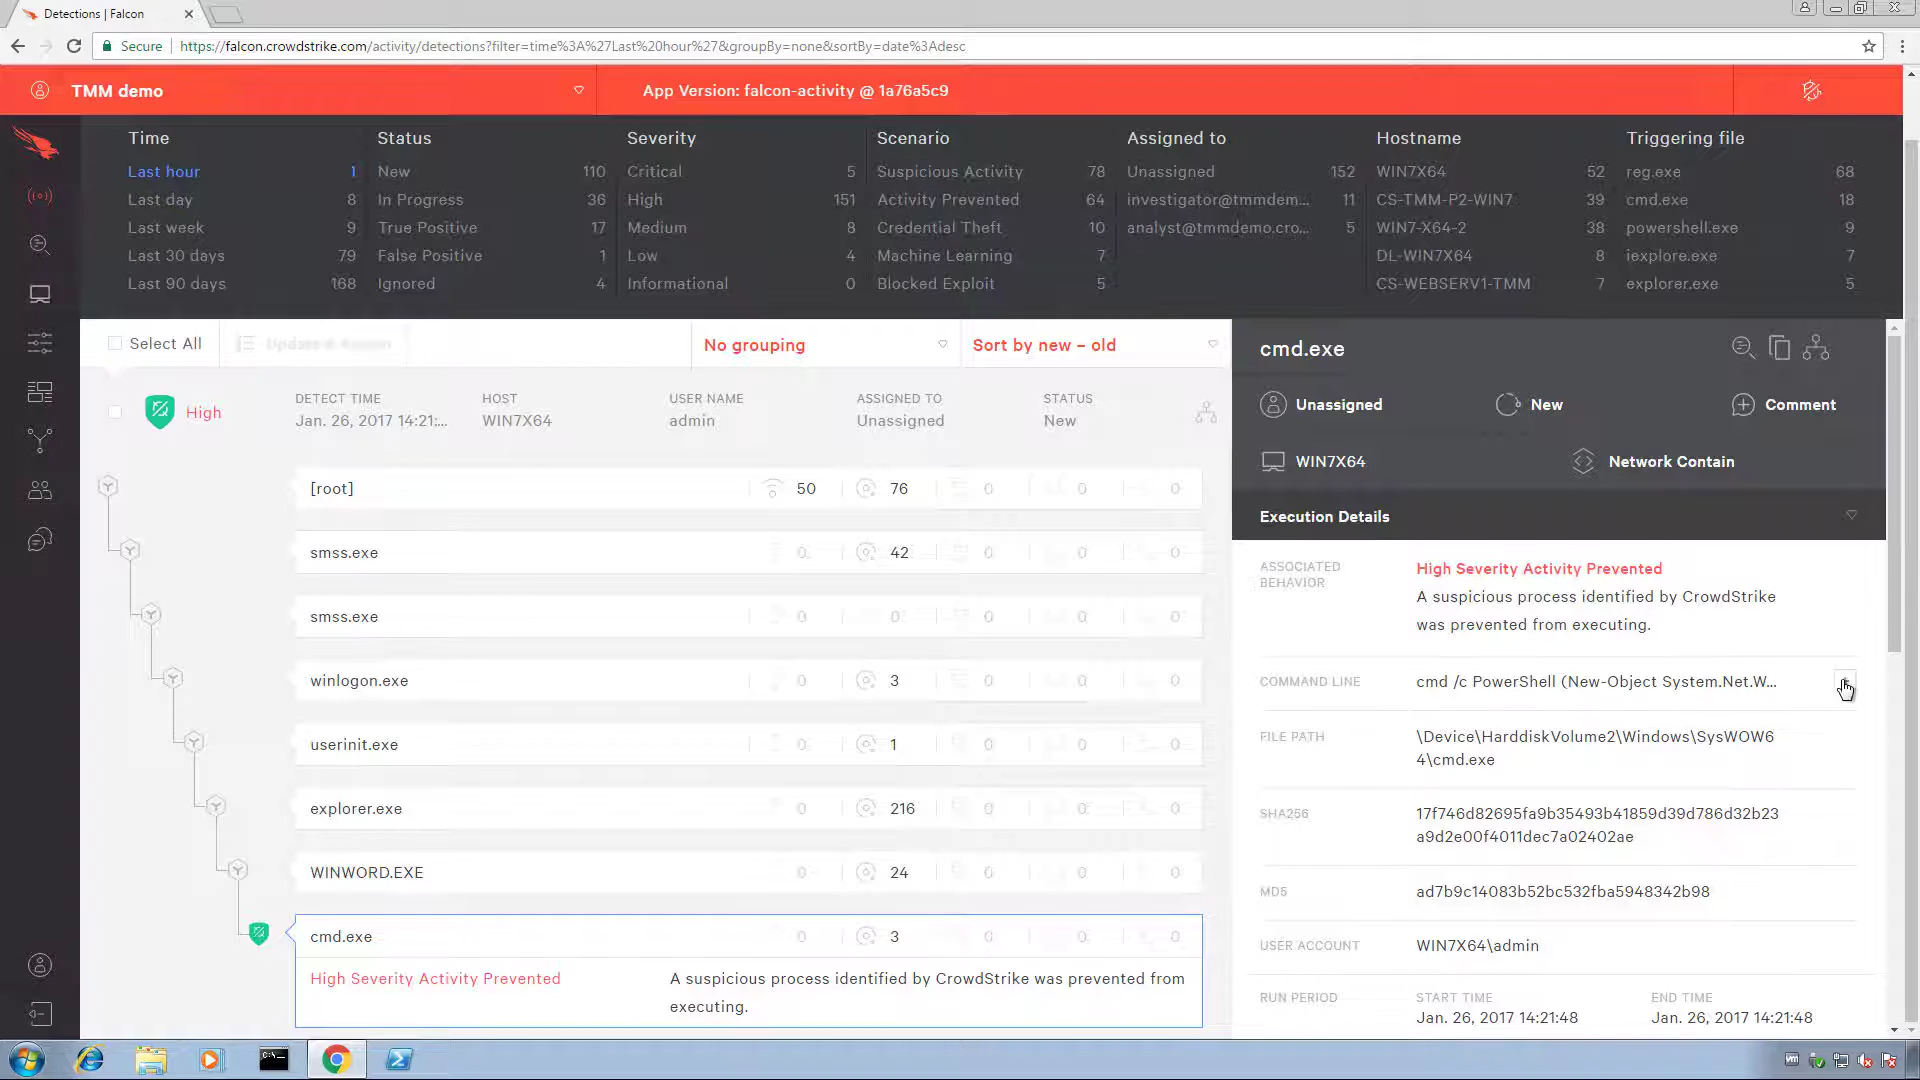 Detections | Falcon
Secure
https://falcon.crowdstrike.com/activity/detections?filter=time%3A%27Last%20hour%27&groupBy=none&sortBy=date%3Adesc
TMM demo
App Version: falcon-activity @ 1a76a5c9
Time Status Severity Scenario Assigned to Hostname Triggering file
Last hour 1 New 110 Critical 5 Suspicious Activity 78 Unassigned 152 WIN7X64 52 reg.exe 68
Last day 8 In Progress 36 High 151 Activity Prevented 64 investigator@tmmdem... 11 CS-TMM-P2-WIN7 39 cmd.exe 18
Last week 9 True Positive 17 Medium 8 Credential Theft 10 analyst@tmmdemo.cro... 5 WIN7-X64-2 38 powershell.exe 9
Last 30 days 79 False Positive 1 Low 4 Machine Learning 7 DL-WIN7X64 8 iexplore.exe 7
Last 90 days 168 Ignored 4 Informational 0 Blocked Exploit 5 CS-WEBSERV1-TMM 7 explorer.exe 5
Select All
No grouping
Sort by new – old
High
DETECT TIME HOST USER NAME ASSIGNED TO STATUS
Jan. 26, 2017 14:21:... WIN7X64 admin Unassigned New
[root] 50 76 0 0 0
smss.exe 0 42 0 0 0
smss.exe 0 0 0 0 0
winlogon.exe 0 3 0 0 0
userinit.exe 0 1 0 0 0
explorer.exe 0 216 0 0 0
WINWORD.EXE 0 24 0 0 0
cmd.exe 0 3 0 0 0
High Severity Activity Prevented
A suspicious process identified by CrowdStrike was prevented from
executing.
cmd.exe
Unassigned New Comment
WIN7X64 Network Contain
Execution Details
ASSOCIATED
BEHAVIOR
High Severity Activity Prevented
A suspicious process identified by CrowdStrike
was prevented from executing.
COMMAND LINE
cmd /c PowerShell (New-Object System.Net.W...
FILE PATH
\Device\HarddiskVolume2\Windows\SysWOW6
4\cmd.exe
SHA256
17f746d82695fa9b35493b41859d39d786d32b23
a9d2e00f4011dec7a02402ae
MD5
ad7b9c14083b52bc532fba5948342b98
USER ACCOUNT
WIN7X64\admin
RUN PERIOD
START TIME END TIME
Jan. 26, 2017 14:21:48 Jan. 26, 2017 14:21:48